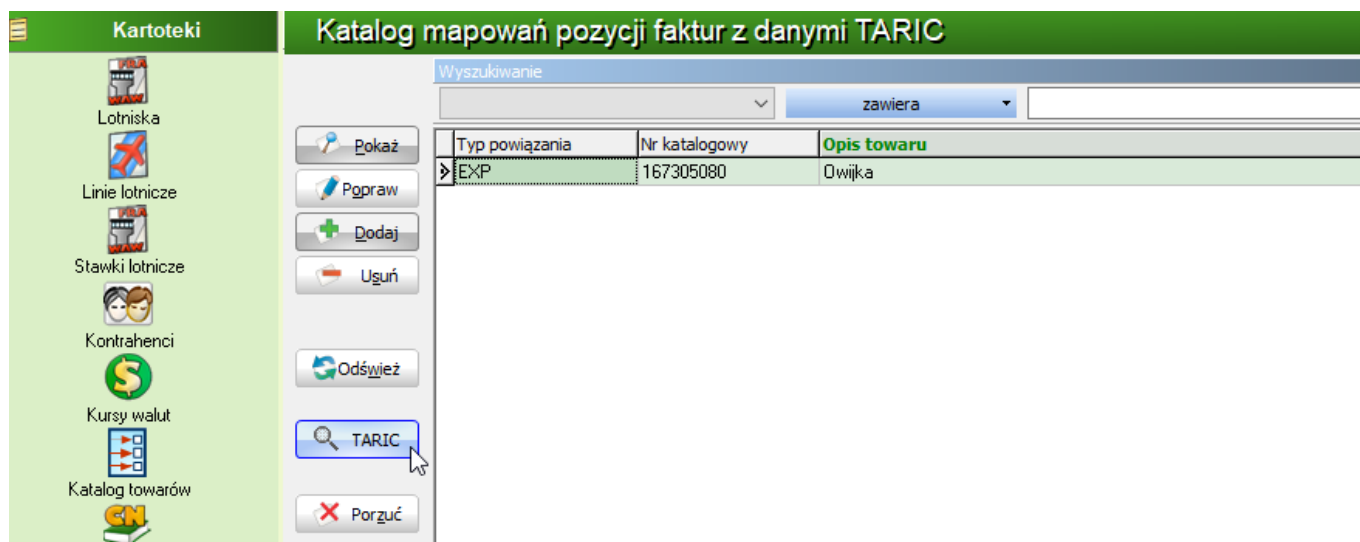 Kartoteki
Lotniska
Linie lotnicze
Stawki lotnicze
Kontrahenci
Kursy walut
Katalog towarów
CN
Katalog mapowań pozycji faktur z danymi TARIC
Wyszukiwanie
zawiera
Pokaż
Popraw
Dodaj
Usuń
Odśwież
TARIC
Porzuć
Typ powiązania Nr katalogowy Opis towaru
EXP 167305080 Owijka